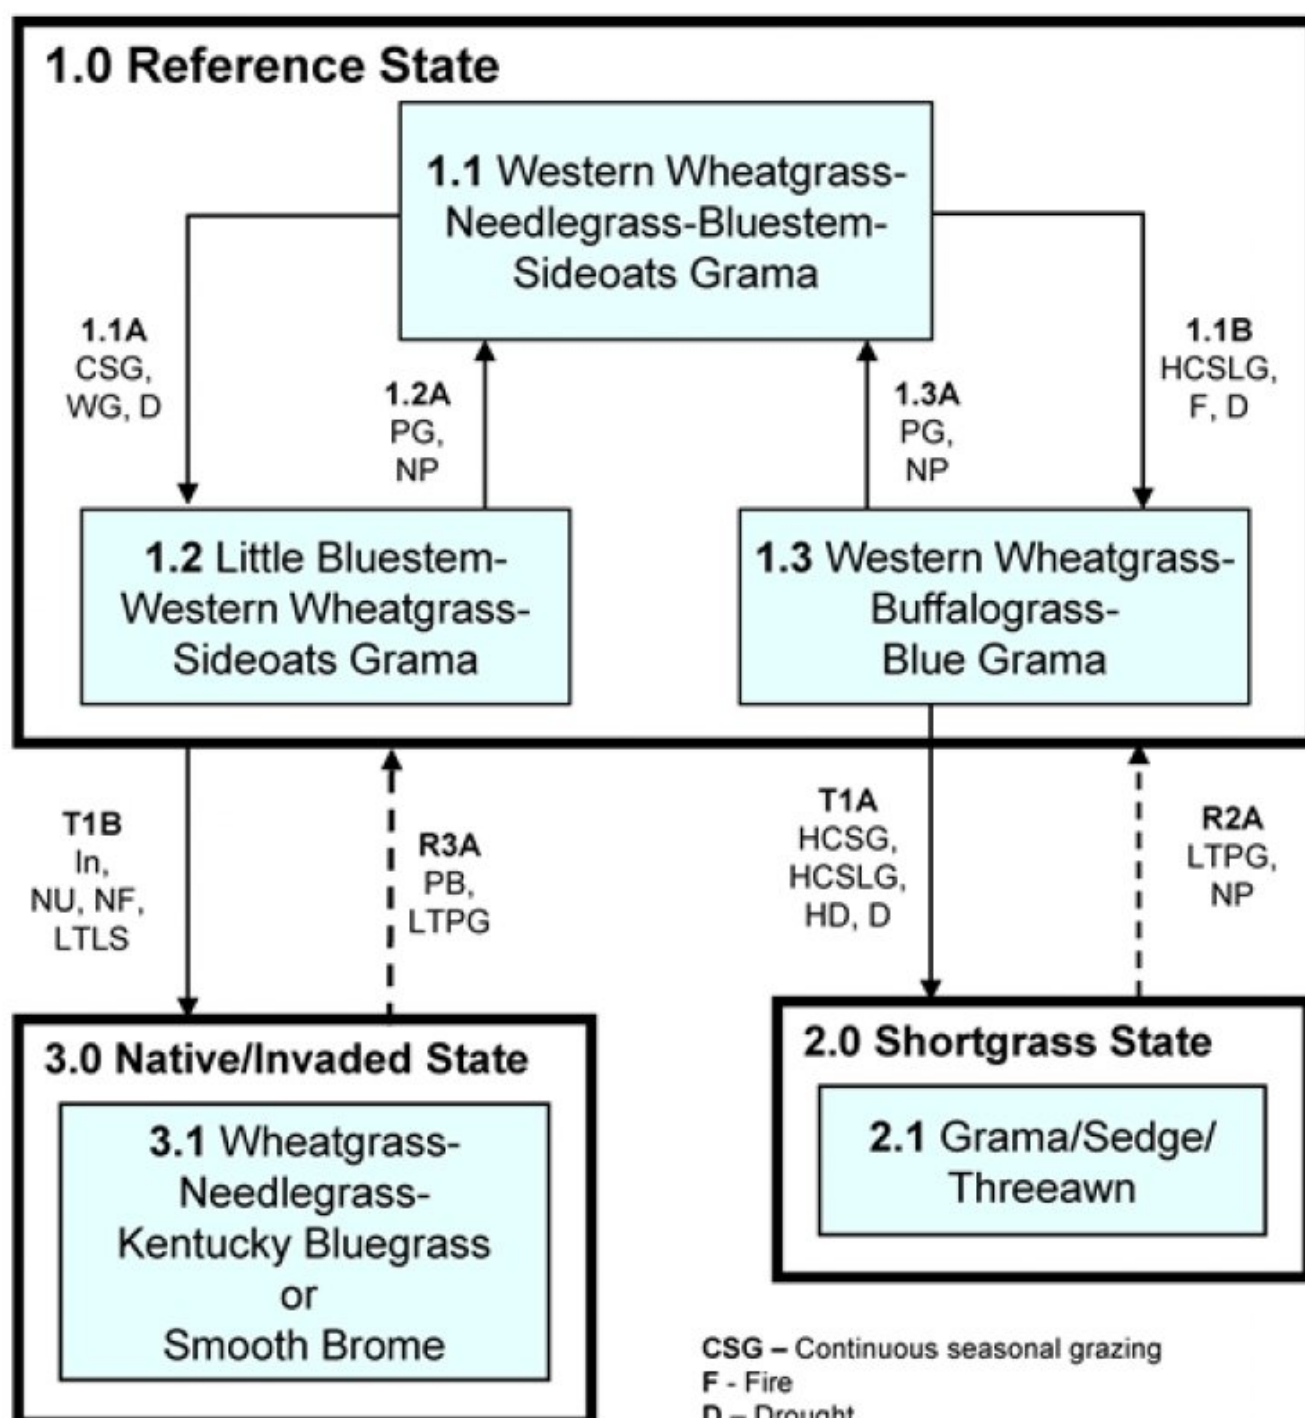 1.0 Reference State
1.1 Western Wheatgrass-
Needlegrass-Bluestem-
Sideoats Grama
1.1A
CSG,
WG, D
1.2A
PG,
NP
1.3A
PG,
NP
1.1B
HCSLG,
F, D
1.2 Little Bluestem-
Western Wheatgrass-
Sideoats Grama
1.3 Western Wheatgrass-
Buffalograss-
Blue Grama
T1B
In,
NU, NF,
LTLS
R3A
PB,
LTPG
T1A
HCSG,
HCSLG,
HD, D
R2A
LTPG,
NP
3.0 Native/Invaded State
3.1 Wheatgrass-
Needlegrass-
Kentucky Bluegrass
or
Smooth Brome
2.0 Shortgrass State
2.1 Grama/Sedge/
Threeawn
CSG – Continuous seasonal grazing
F - Fire
D – Drought